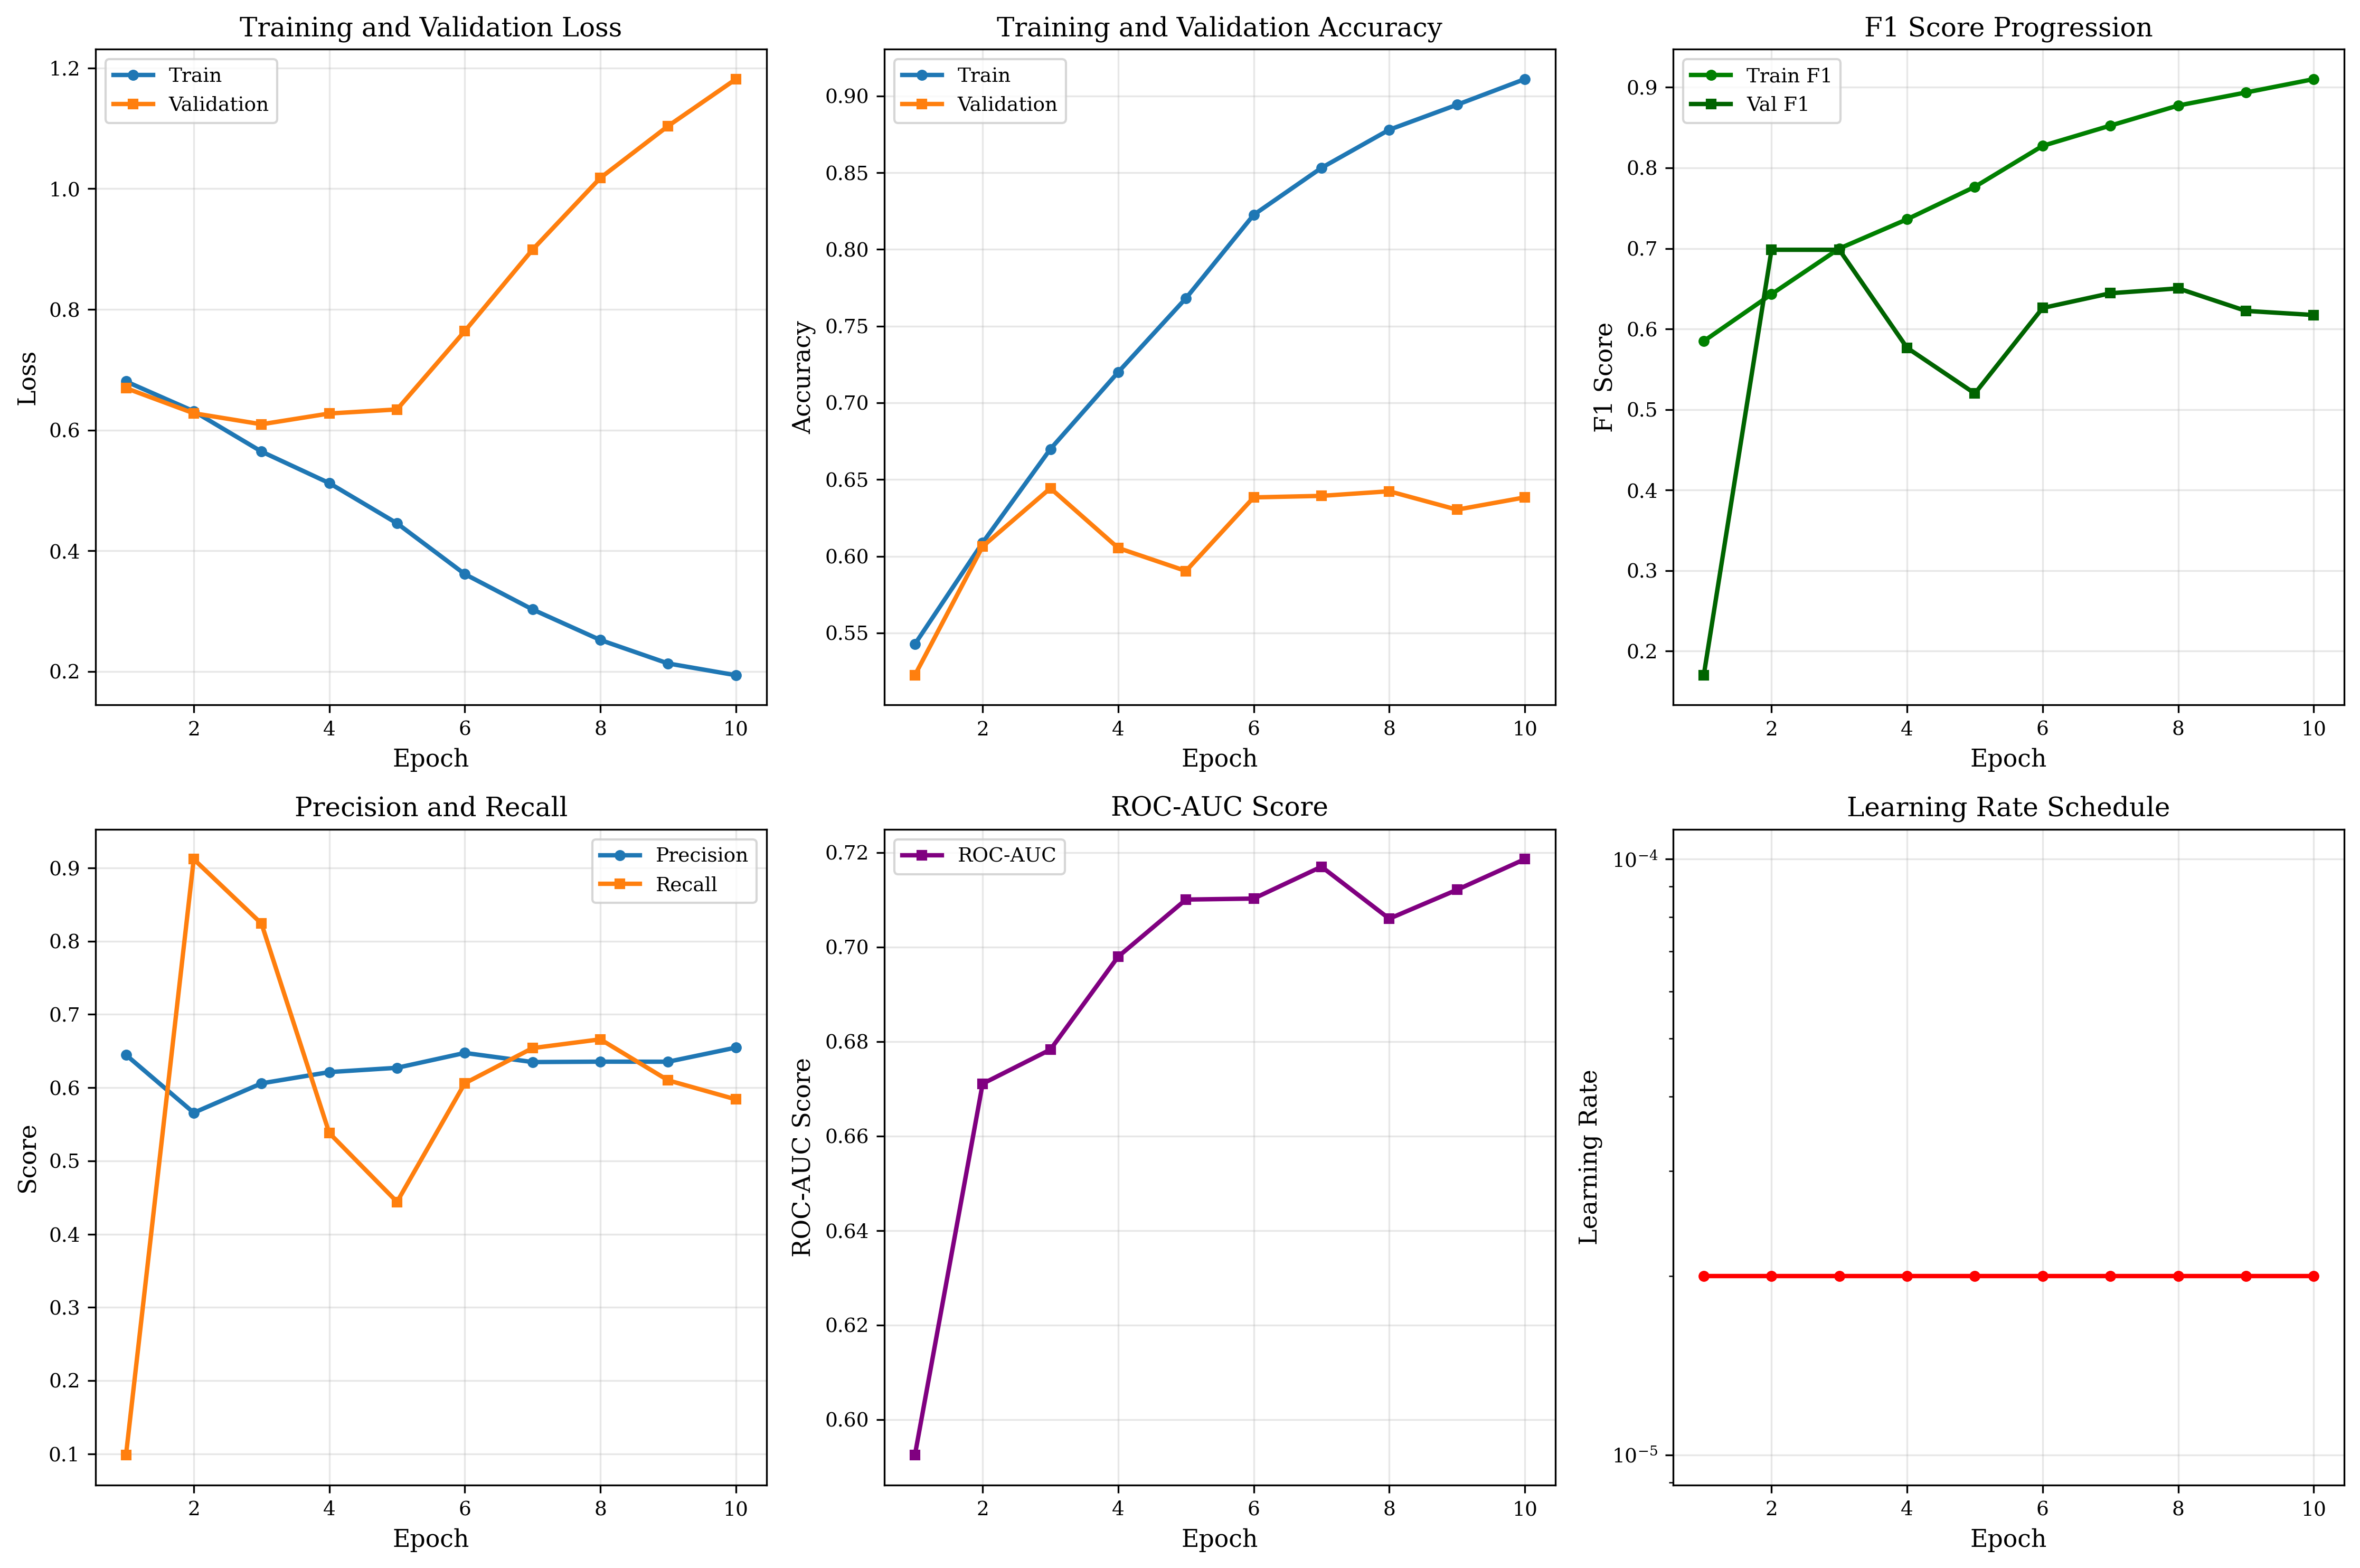 Training and Validation Loss
Train
Validation
1.2
1.0
0.8
0.6
0.4
0.2
Loss
2 4 6 8 10
Epoch
Training and Validation Accuracy
Train
Validation
0.90
0.85
0.80
0.75
0.70
0.65
0.60
0.55
Accuracy
2 4 6 8 10
Epoch
F1 Score Progression
Train F1
Val F1
0.9
0.8
0.7
0.6
0.5
0.4
0.3
0.2
F1 Score
2 4 6 8 10
Epoch
Precision and Recall
Precision
Recall
0.9
0.8
0.7
0.6
0.5
0.4
0.3
0.2
0.1
Score
2 4 6 8 10
Epoch
ROC-AUC Score
ROC-AUC
0.72
0.70
0.68
0.66
0.64
0.62
0.60
ROC-AUC Score
2 4 6 8 10
Epoch
Learning Rate Schedule
10⁻⁴
10⁻⁵
Learning Rate
2 4 6 8 10
Epoch